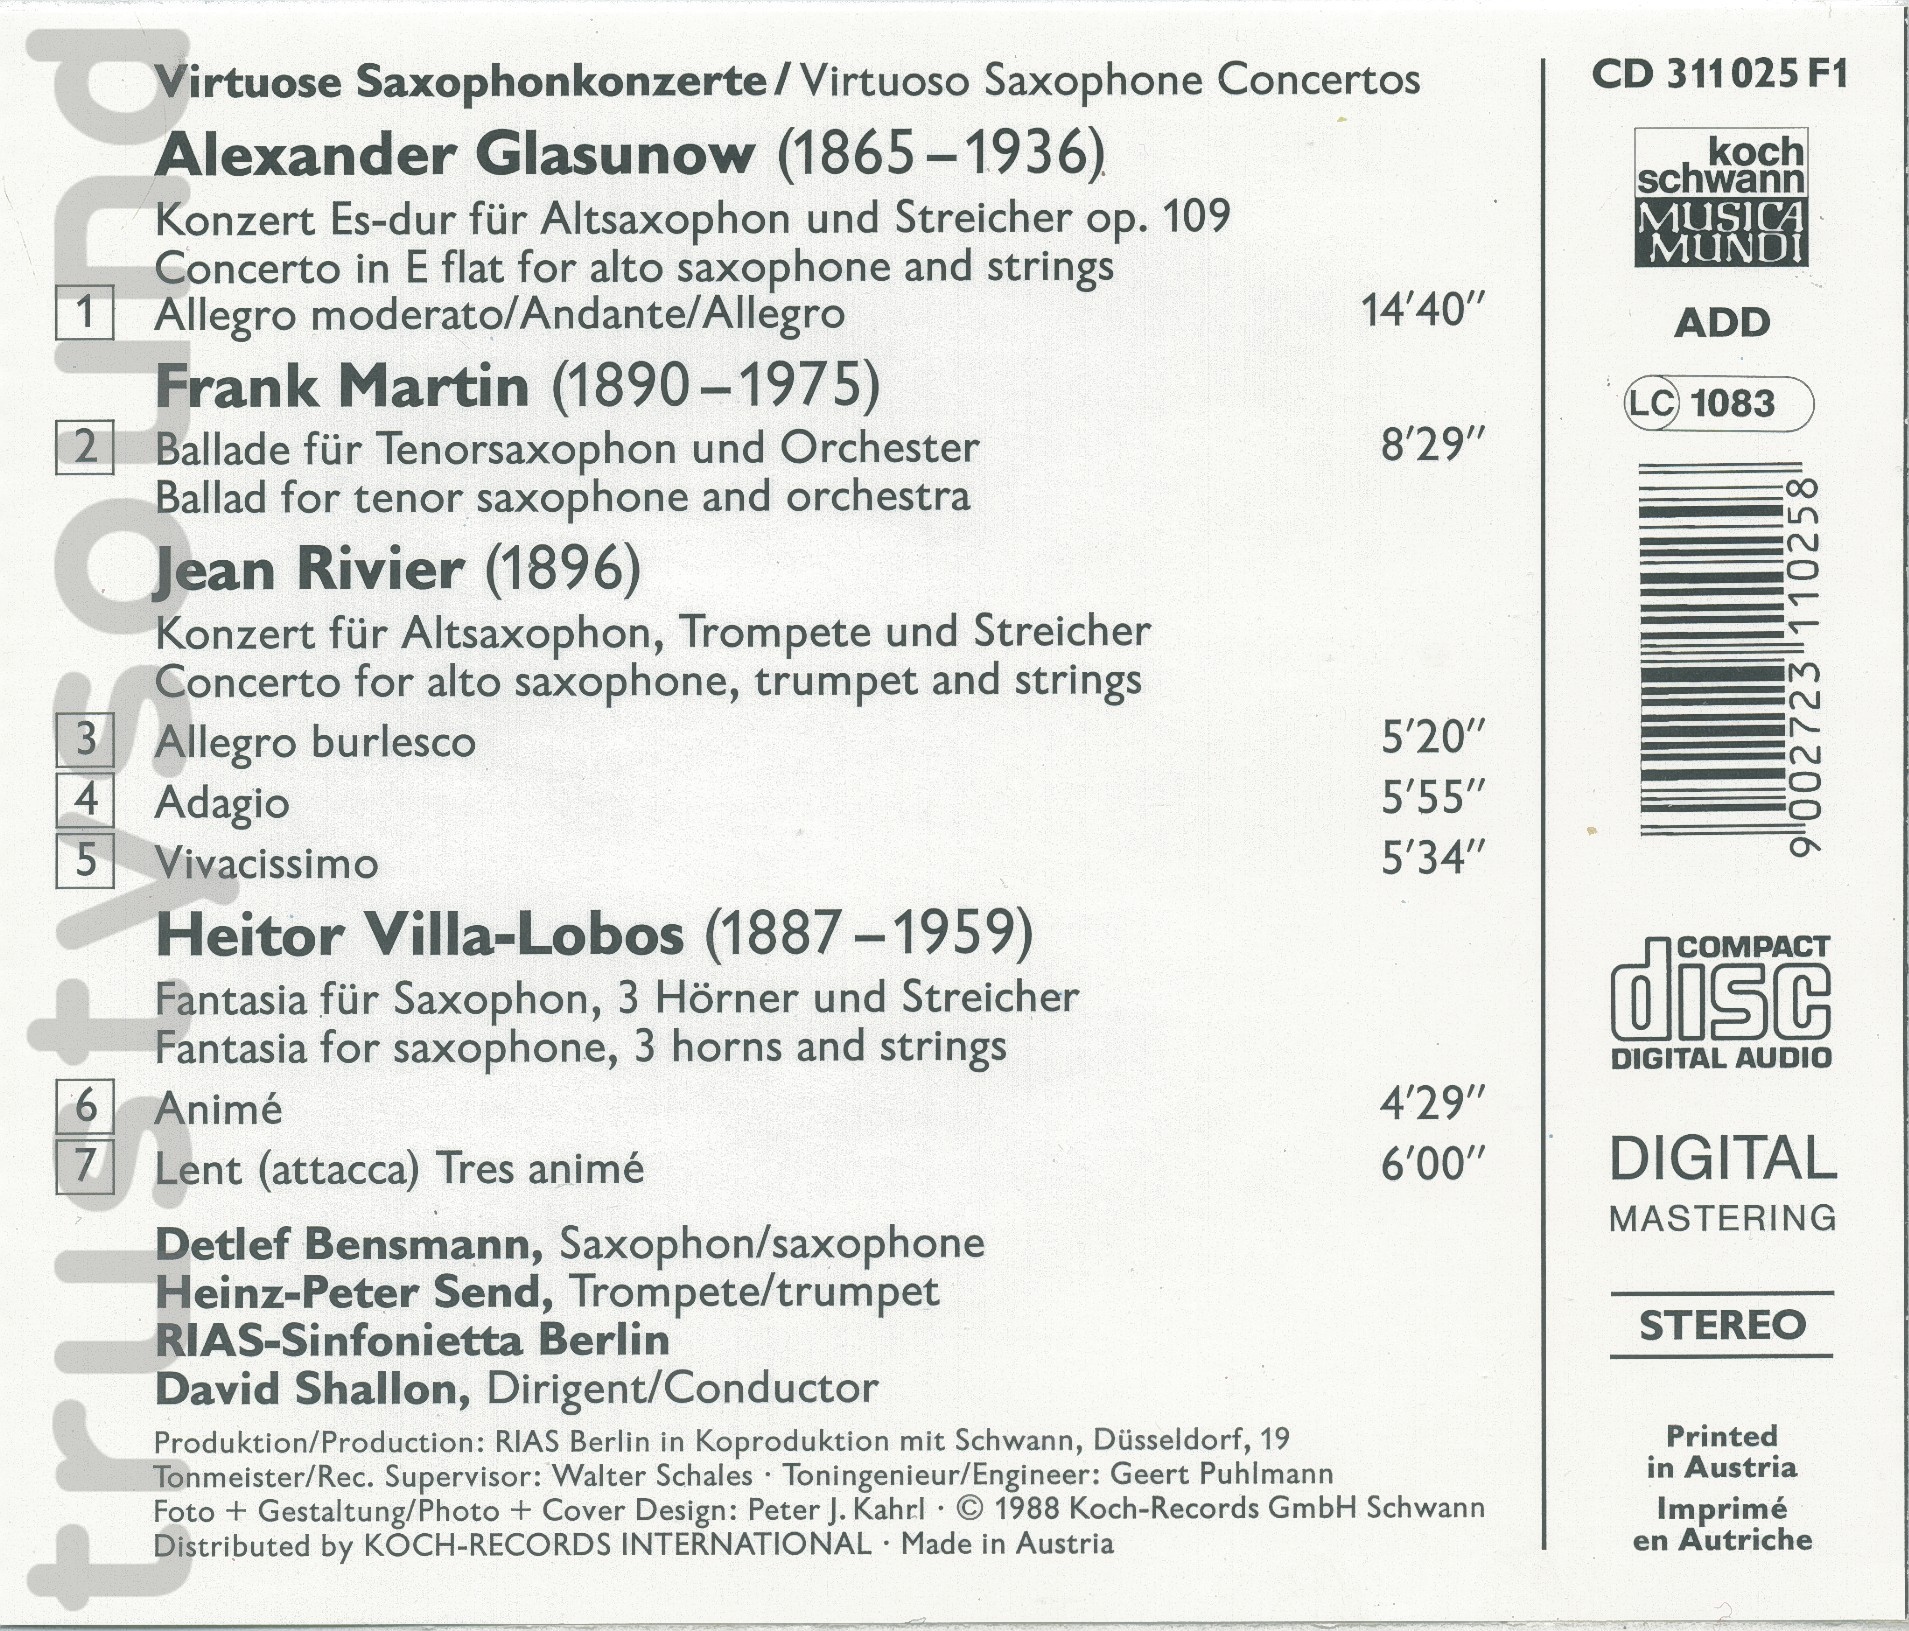 Virtuose Saxophonkonzerte / Virtuoso Saxophone Concertos
Alexander Glasunow (1865 – 1936)
Konzert Es-dur für Altsaxophon und Streicher op. 109
Concerto in E flat for alto saxophone and strings
1 Allegro moderato/Andante/Allegro 14′40″
Frank Martin (1890 – 1975)
2 Ballade für Tenorsaxophon und Orchester 8′29″
Ballad for tenor saxophone and orchestra
Jean Rivier (1896)
Konzert für Altsaxophon, Trompete und Streicher
Concerto for alto saxophone, trumpet and strings
3 Allegro burlesco 5′20″
4 Adagio 5′55″
5 Vivacissimo 5′34″
Heitor Villa-Lobos (1887 – 1959)
Fantasia für Saxophon, 3 Hörner und Streicher
Fantasia for saxophone, 3 horns and strings
6 Animé 4′29″
7 Lent (attacca) Tres animé 6′00″
Detlef Bensmann, Saxophon/saxophone
Heinz-Peter Send, Trompete/trumpet
RIAS-Sinfonietta Berlin
David Shallon, Dirigent/Conductor
Produktion/Production: RIAS Berlin in Koproduktion mit Schwann, Düsseldorf, 19
Tonmeister/Rec. Supervisor: Walter Schales · Toningenieur/Engineer: Geert Puhlmann
Foto + Gestaltung/Photo + Cover Design: Peter J. Kahrl · © 1988 Koch-Records GmbH Schwann
Distributed by KOCH-RECORDS INTERNATIONAL · Made in Austria
CD 311 025 F1
koch
schwann
MUSICA
MUNDI
ADD
LC 1083
9 002723 110258
COMPACT
disc
DIGITAL AUDIO
DIGITAL
MASTERING
STEREO
Printed
in Austria
Imprimé
en Autriche
trustysound